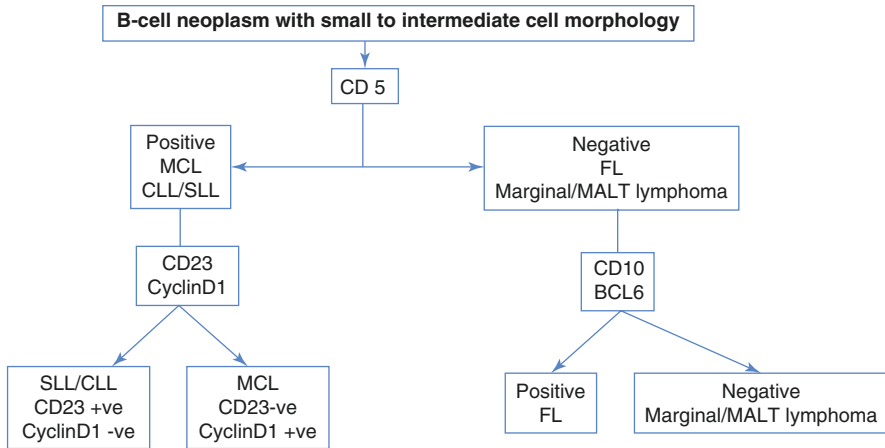 B-cell neoplasm with small to intermediate cell morphology
CD 5
Positive
MCL
CLL/SLL
Negative
FL
Marginal/MALT lymphoma
CD23
CyclinD1
CD10
BCL6
SLL/CLL
CD23 +ve
CyclinD1 -ve
MCL
CD23-ve
CyclinD1 +ve
Positive
FL
Negative
Marginal/MALT lymphoma